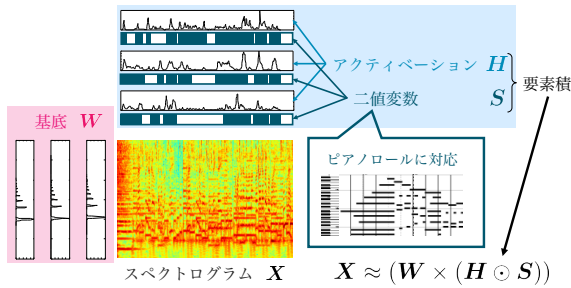 アクティベーション H
二値変数 S
要素積
基底 W
ピアノロールに対応
スペクトログラム X
X ≈ (W × (H ⊙ S))